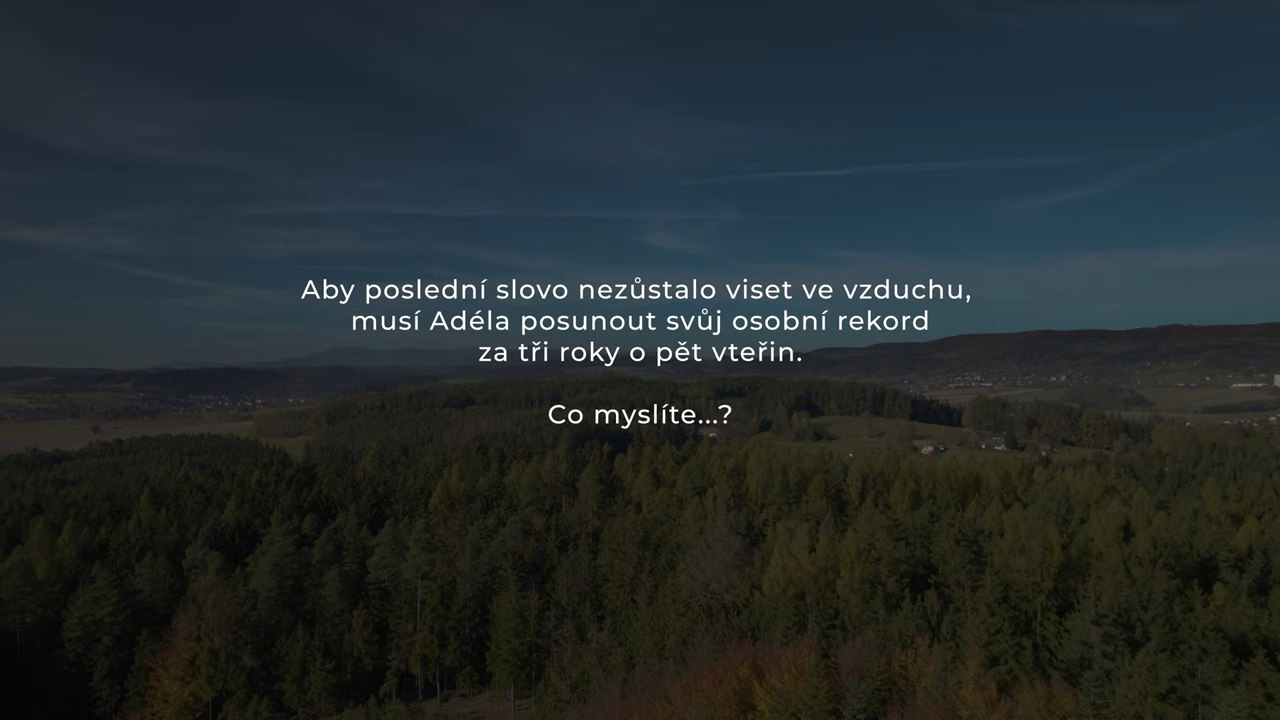 Aby poslední slovo nezůstalo viset ve vzduchu,
musí Adéla posunout svůj osobní rekord
za tři roky o pět vteřin.
Co myslíte...?